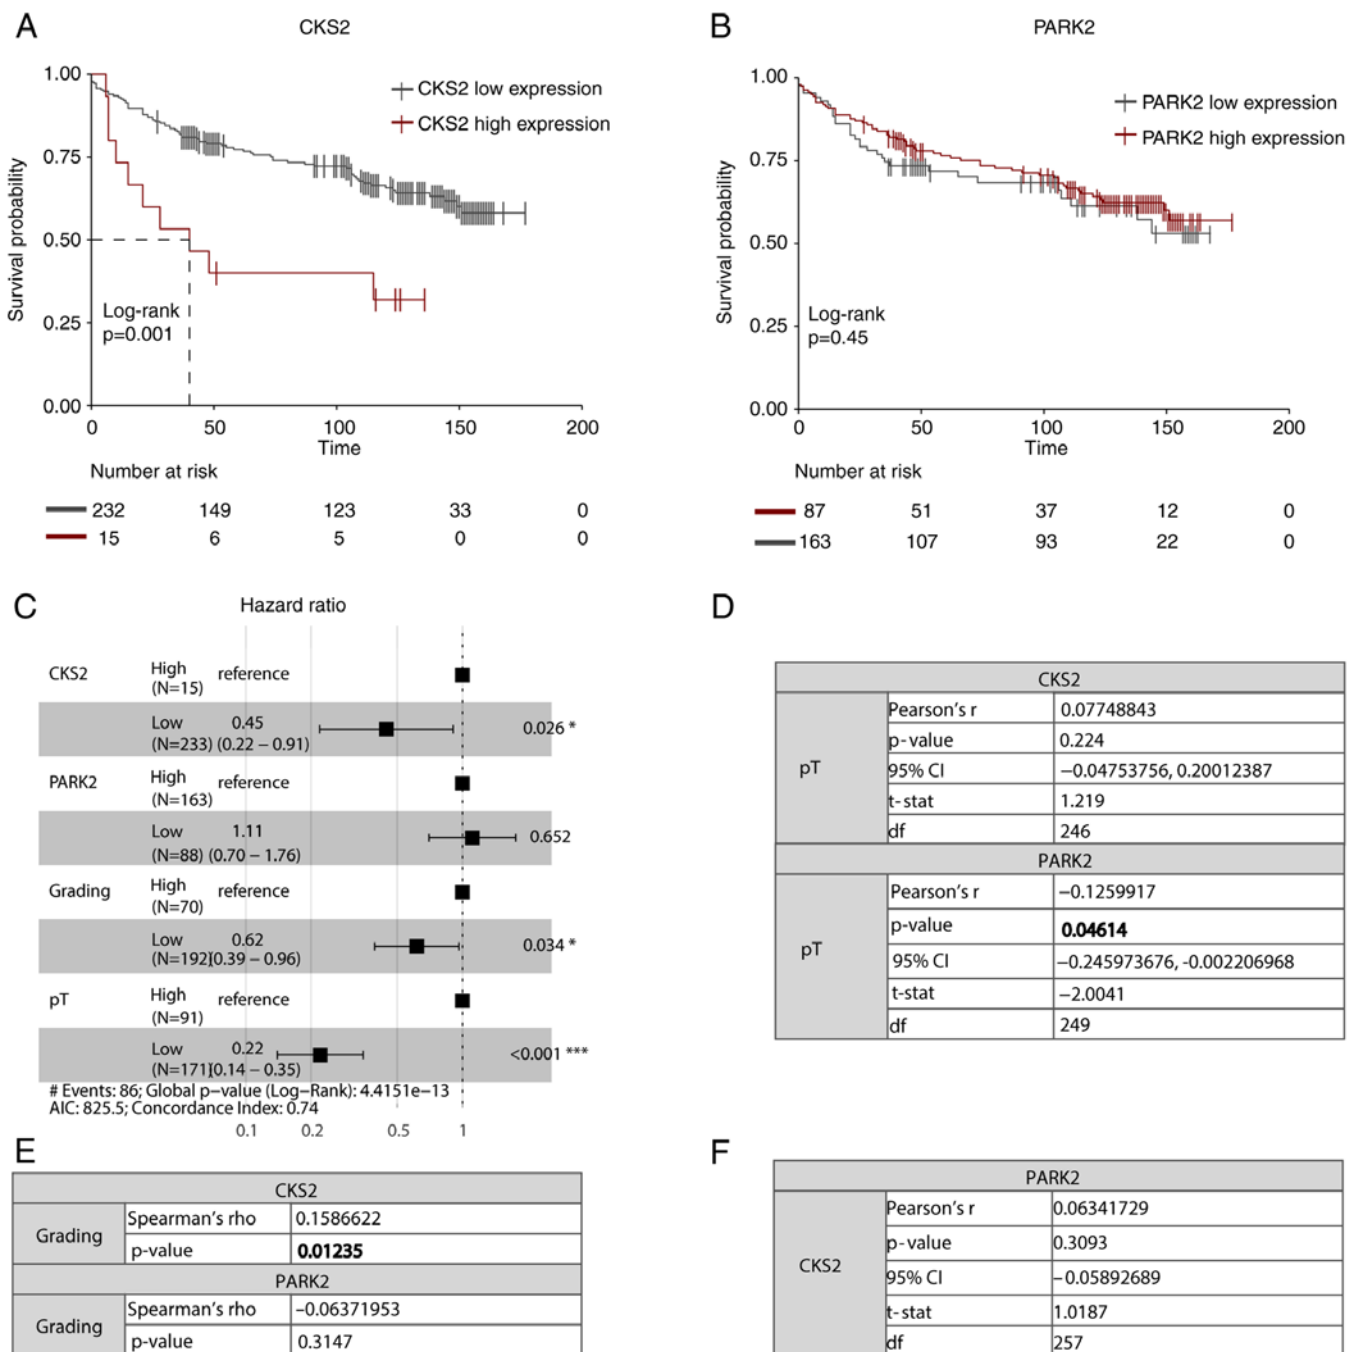 A
CKS2
1.00
0.75
0.50
0.25
0.00
Survival probability
CKS2 low expression
CKS2 high expression
Log-rank
p=0.001
0 50 100 150 200
Time
Number at risk
232 149 123 33 0
15 6 5 0 0
B
PARK2
1.00
0.75
0.50
0.25
0.00
Survival probability
PARK2 low expression
PARK2 high expression
Log-rank
p=0.45
0 50 100 150 200
Time
Number at risk
87 51 37 12 0
163 107 93 22 0
C
Hazard ratio
CKS2 High reference
(N=15)
Low 0.45
(N=233) (0.22 – 0.91) 0.026 *
PARK2 High reference
(N=163)
Low 1.11
(N=88) (0.70 – 1.76) 0.652
Grading High reference
(N=70)
Low 0.62
(N=192)(0.39 – 0.96) 0.034 *
pT High reference
(N=91)
Low 0.22
(N=171)(0.14 – 0.35) <0.001 ***
# Events: 86; Global p−value (Log−Rank): 4.4151e−13
AIC: 825.5; Concordance Index: 0.74
0.1 0.2 0.5 1
D
CKS2
pT
Pearson's r 0.07748843
p-value 0.224
95% CI −0.04753756, 0.20012387
t-stat 1.219
df 246
PARK2
pT
Pearson's r −0.1259917
p-value 0.04614
95% CI −0.245973676, -0.002206968
t-stat −2.0041
df 249
E
CKS2
Grading
Spearman's rho 0.1586622
p-value 0.01235
PARK2
Grading
Spearman's rho –0.06371953
p-value 0.3147
F
PARK2
CKS2
Pearson's r 0.06341729
p-value 0.3093
95% CI −0.05892689
t-stat 1.0187
df 257